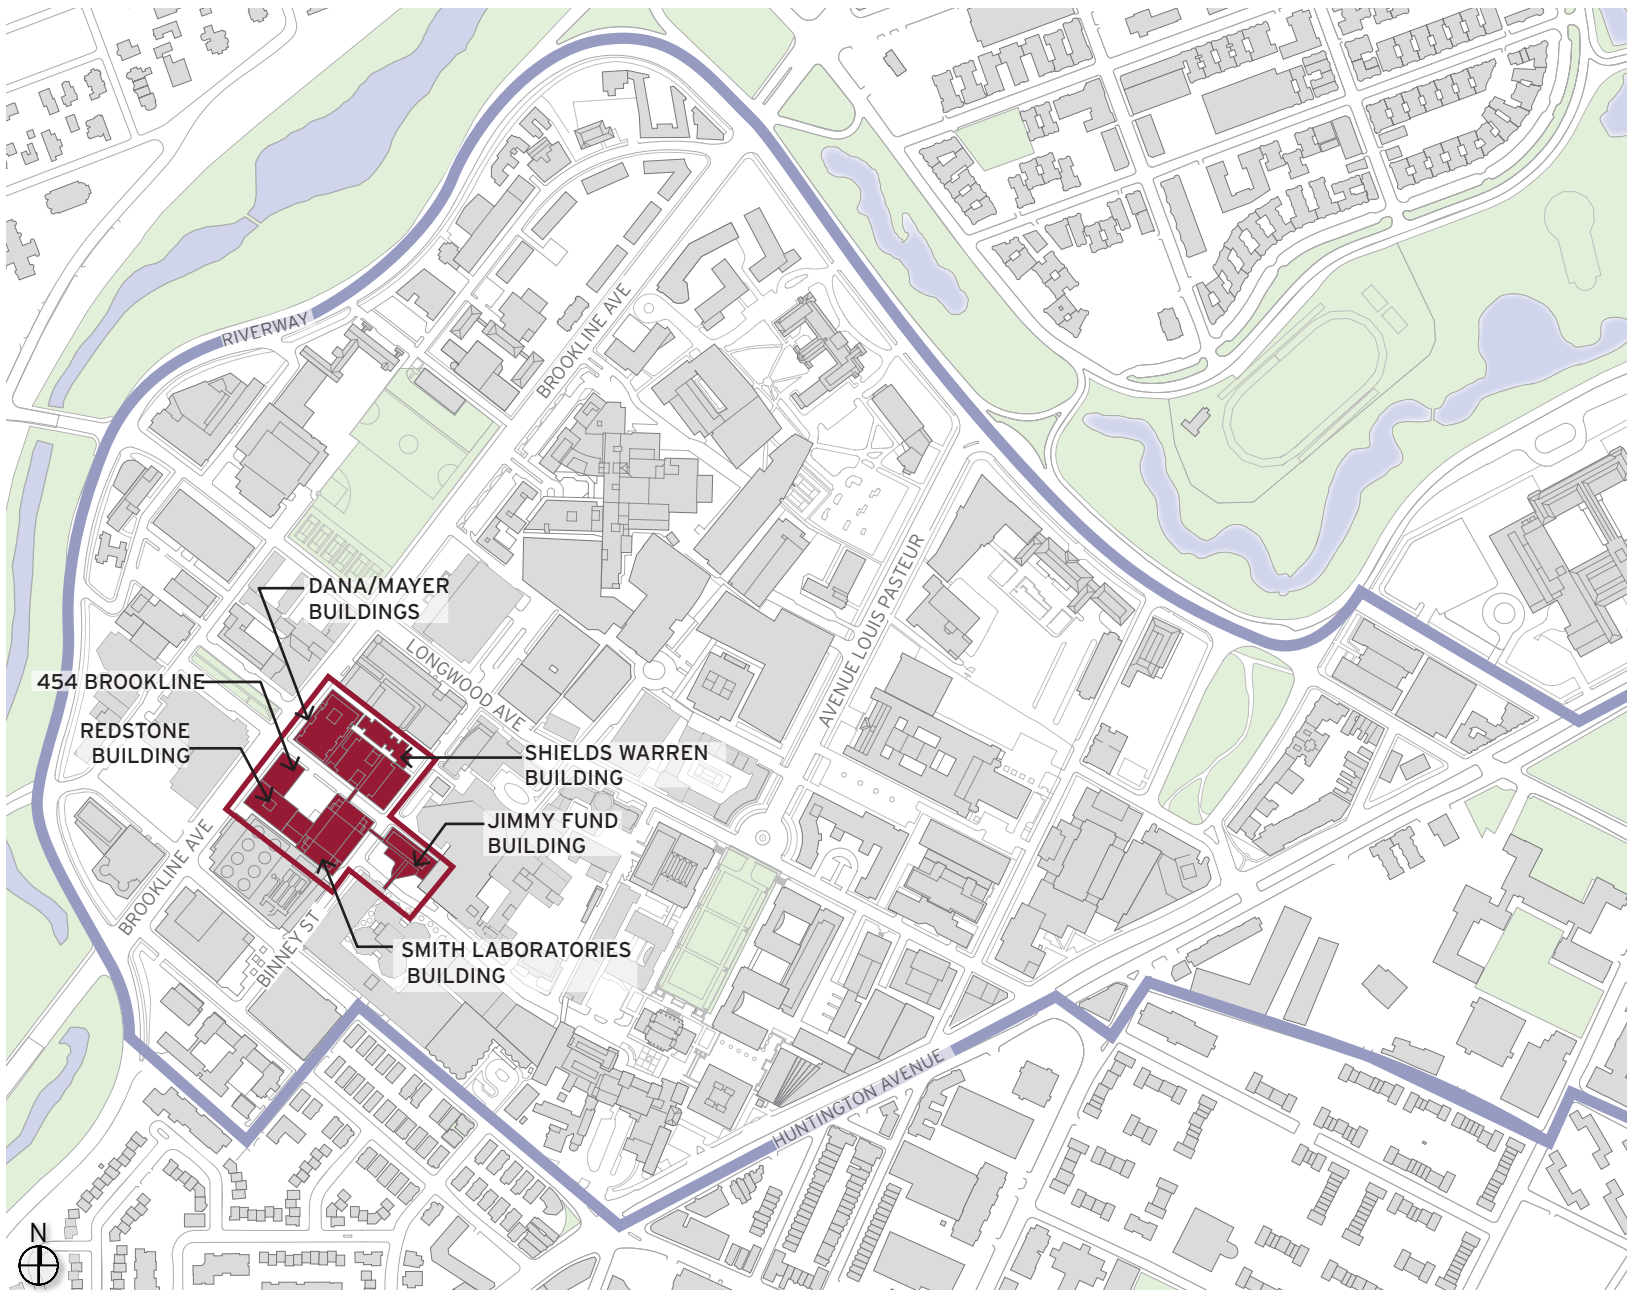 RIVERWAY
BROOKLINE AVE
DANA/MAYER
BUILDINGS
LONGWOOD AVE
AVENUE LOUIS PASTEUR
454 BROOKLINE
REDSTONE
BUILDING
SHIELDS WARREN
BUILDING
JIMMY FUND
BUILDING
BROOKLINE AVE
BINNEY ST
SMITH LABORATORIES
BUILDING
HUNTINGTON AVENUE
N